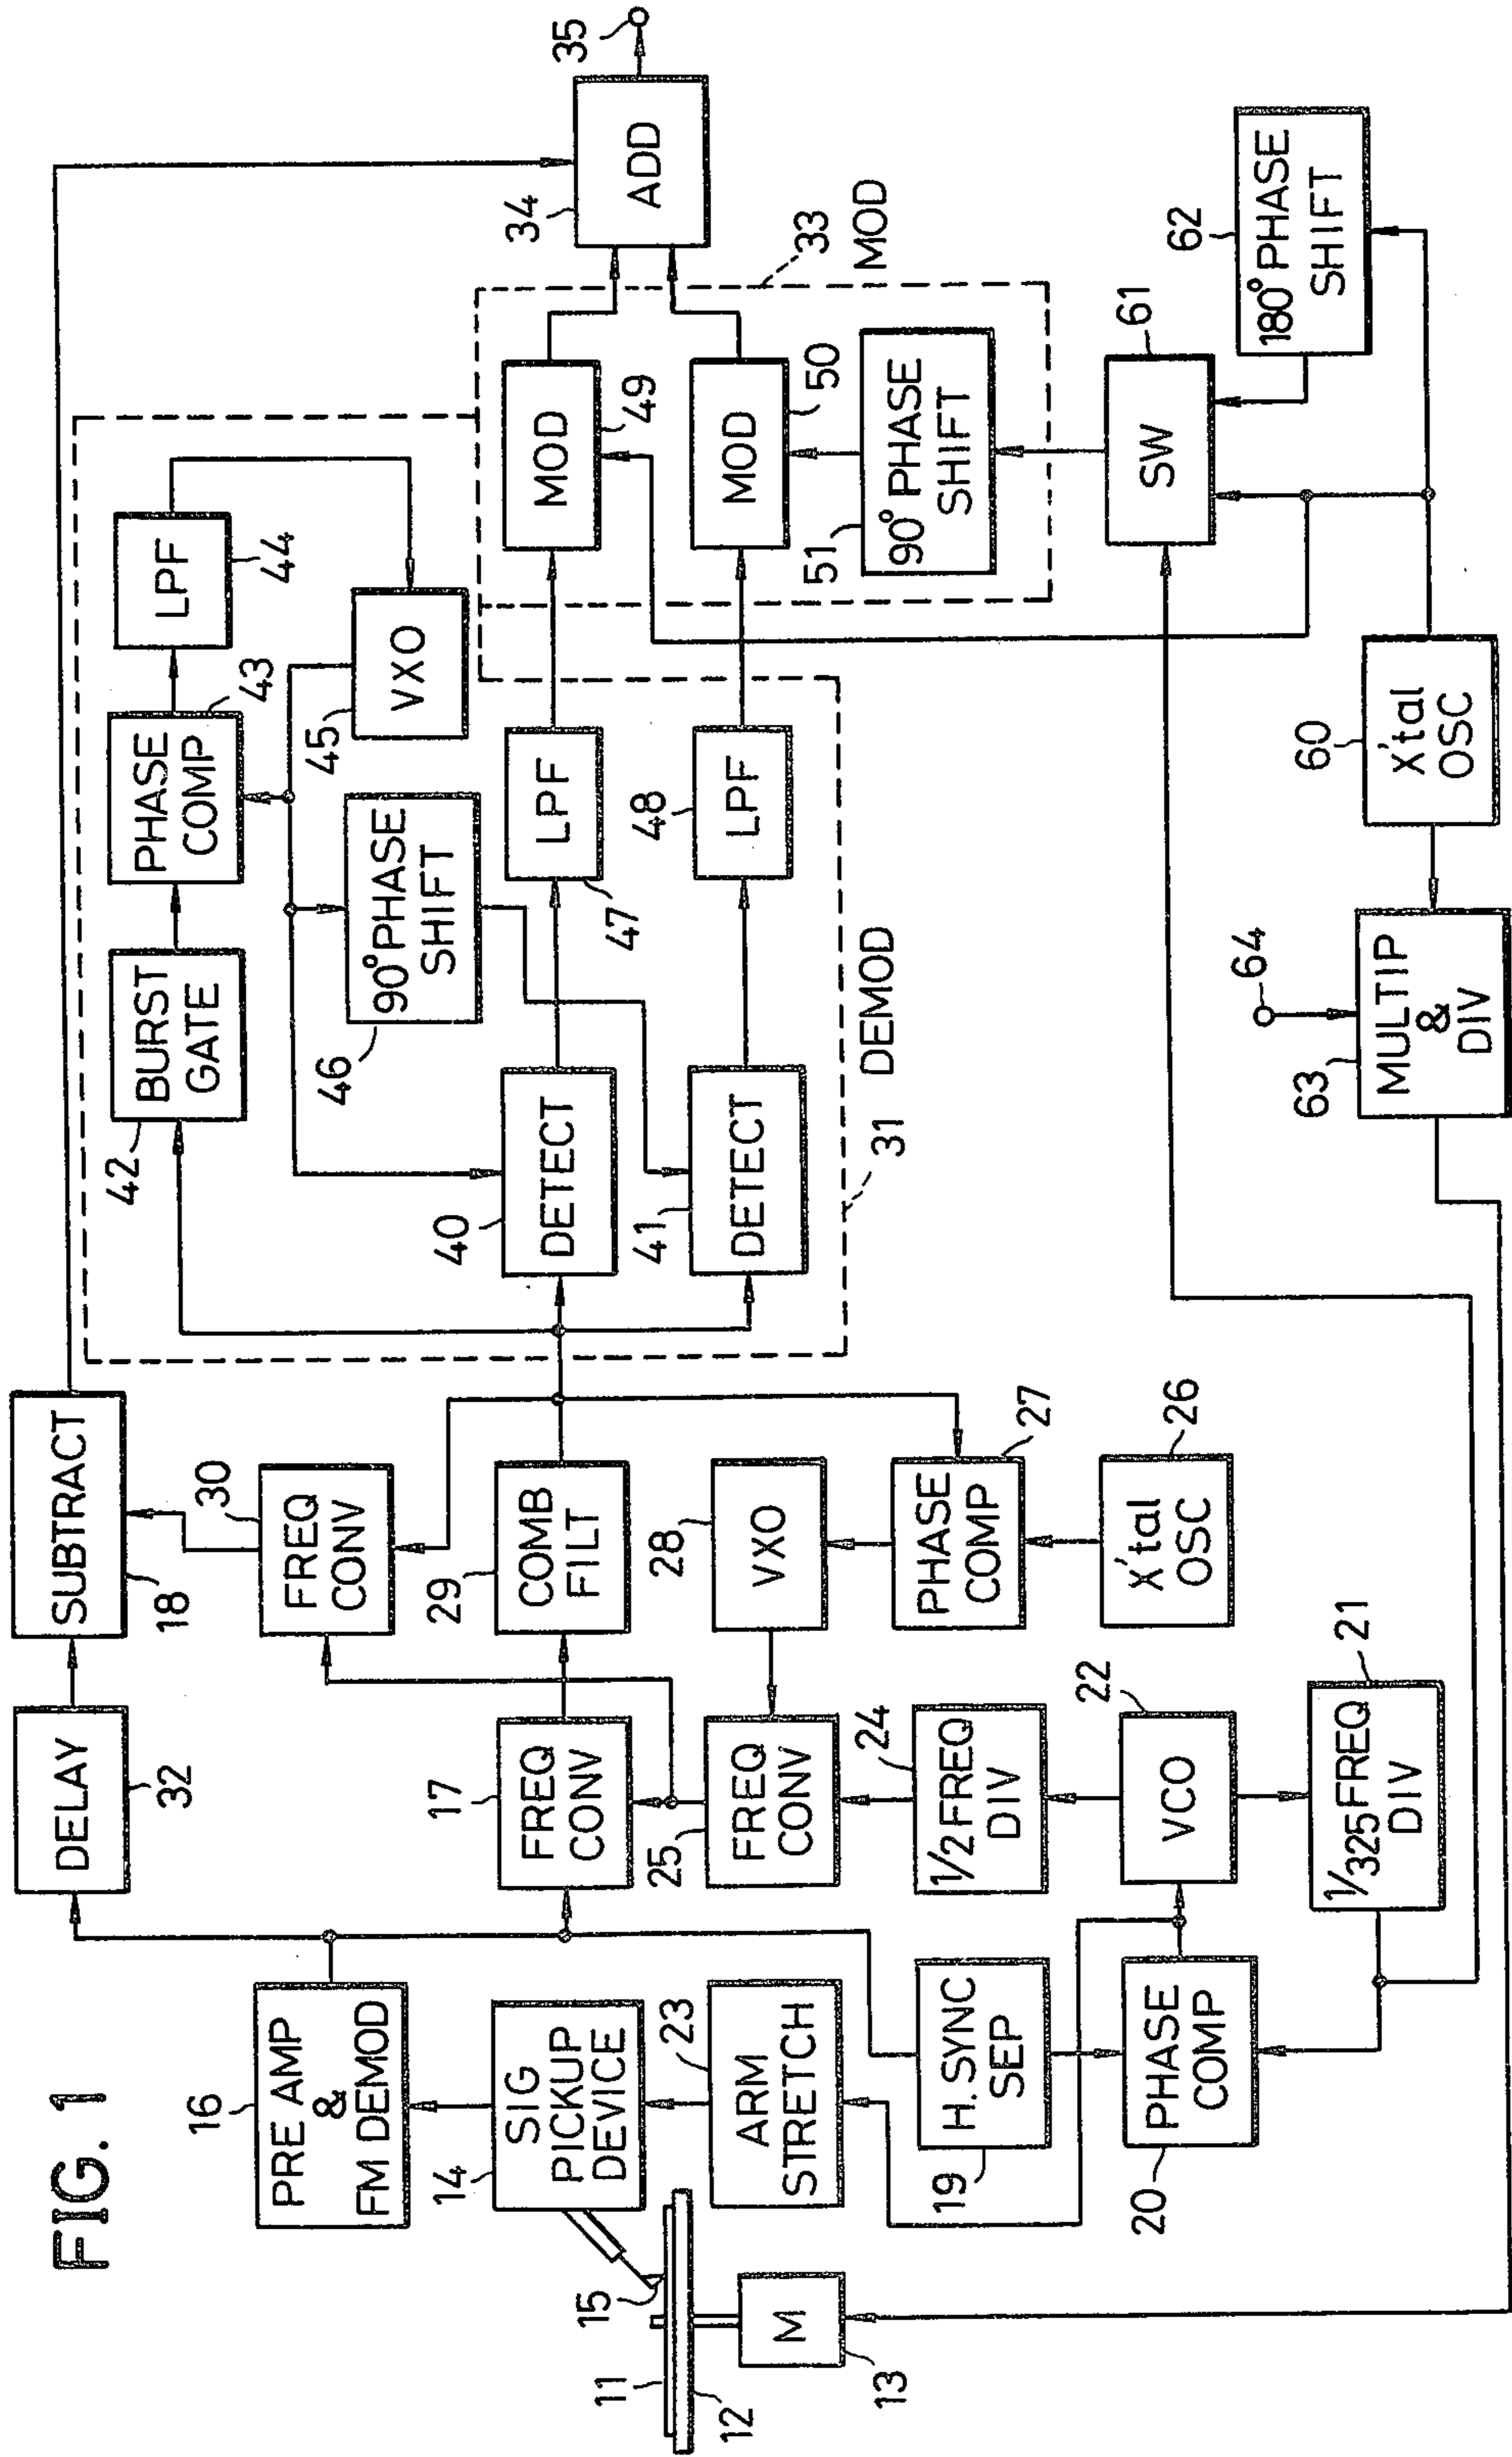 FIG. 1
PRE AMP
&
FM DEMOD
16
SIG
PICKUP
DEVICE
14
15
11
12
M
13
ARM
STRETCH
23
H. SYNC
SEP
19
PHASE
COMP
20
DELAY
32
SUBTRACT
18
FREQ
CONV
17
FREQ
CONV
30
COMB
FILT
29
FREQ
CONV
25
VXO
28
1/2 FREQ
DIV
24
PHASE
COMP
27
VCO
22
X'tal
OSC
26
1/325 FREQ
DIV
21
BURST
GATE
42
PHASE
COMP
43
LPF
44
VXO
45
90° PHASE
SHIFT
46
DETECT
40
DETECT
41
LPF
47
LPF
48
DEMOD
31
MOD
49
MOD
50
90° PHASE
SHIFT
51
33
MOD
ADD
34
35
SW
61
180° PHASE
SHIFT
62
X'tal
OSC
60
MULTIP
&
DIV
63
64